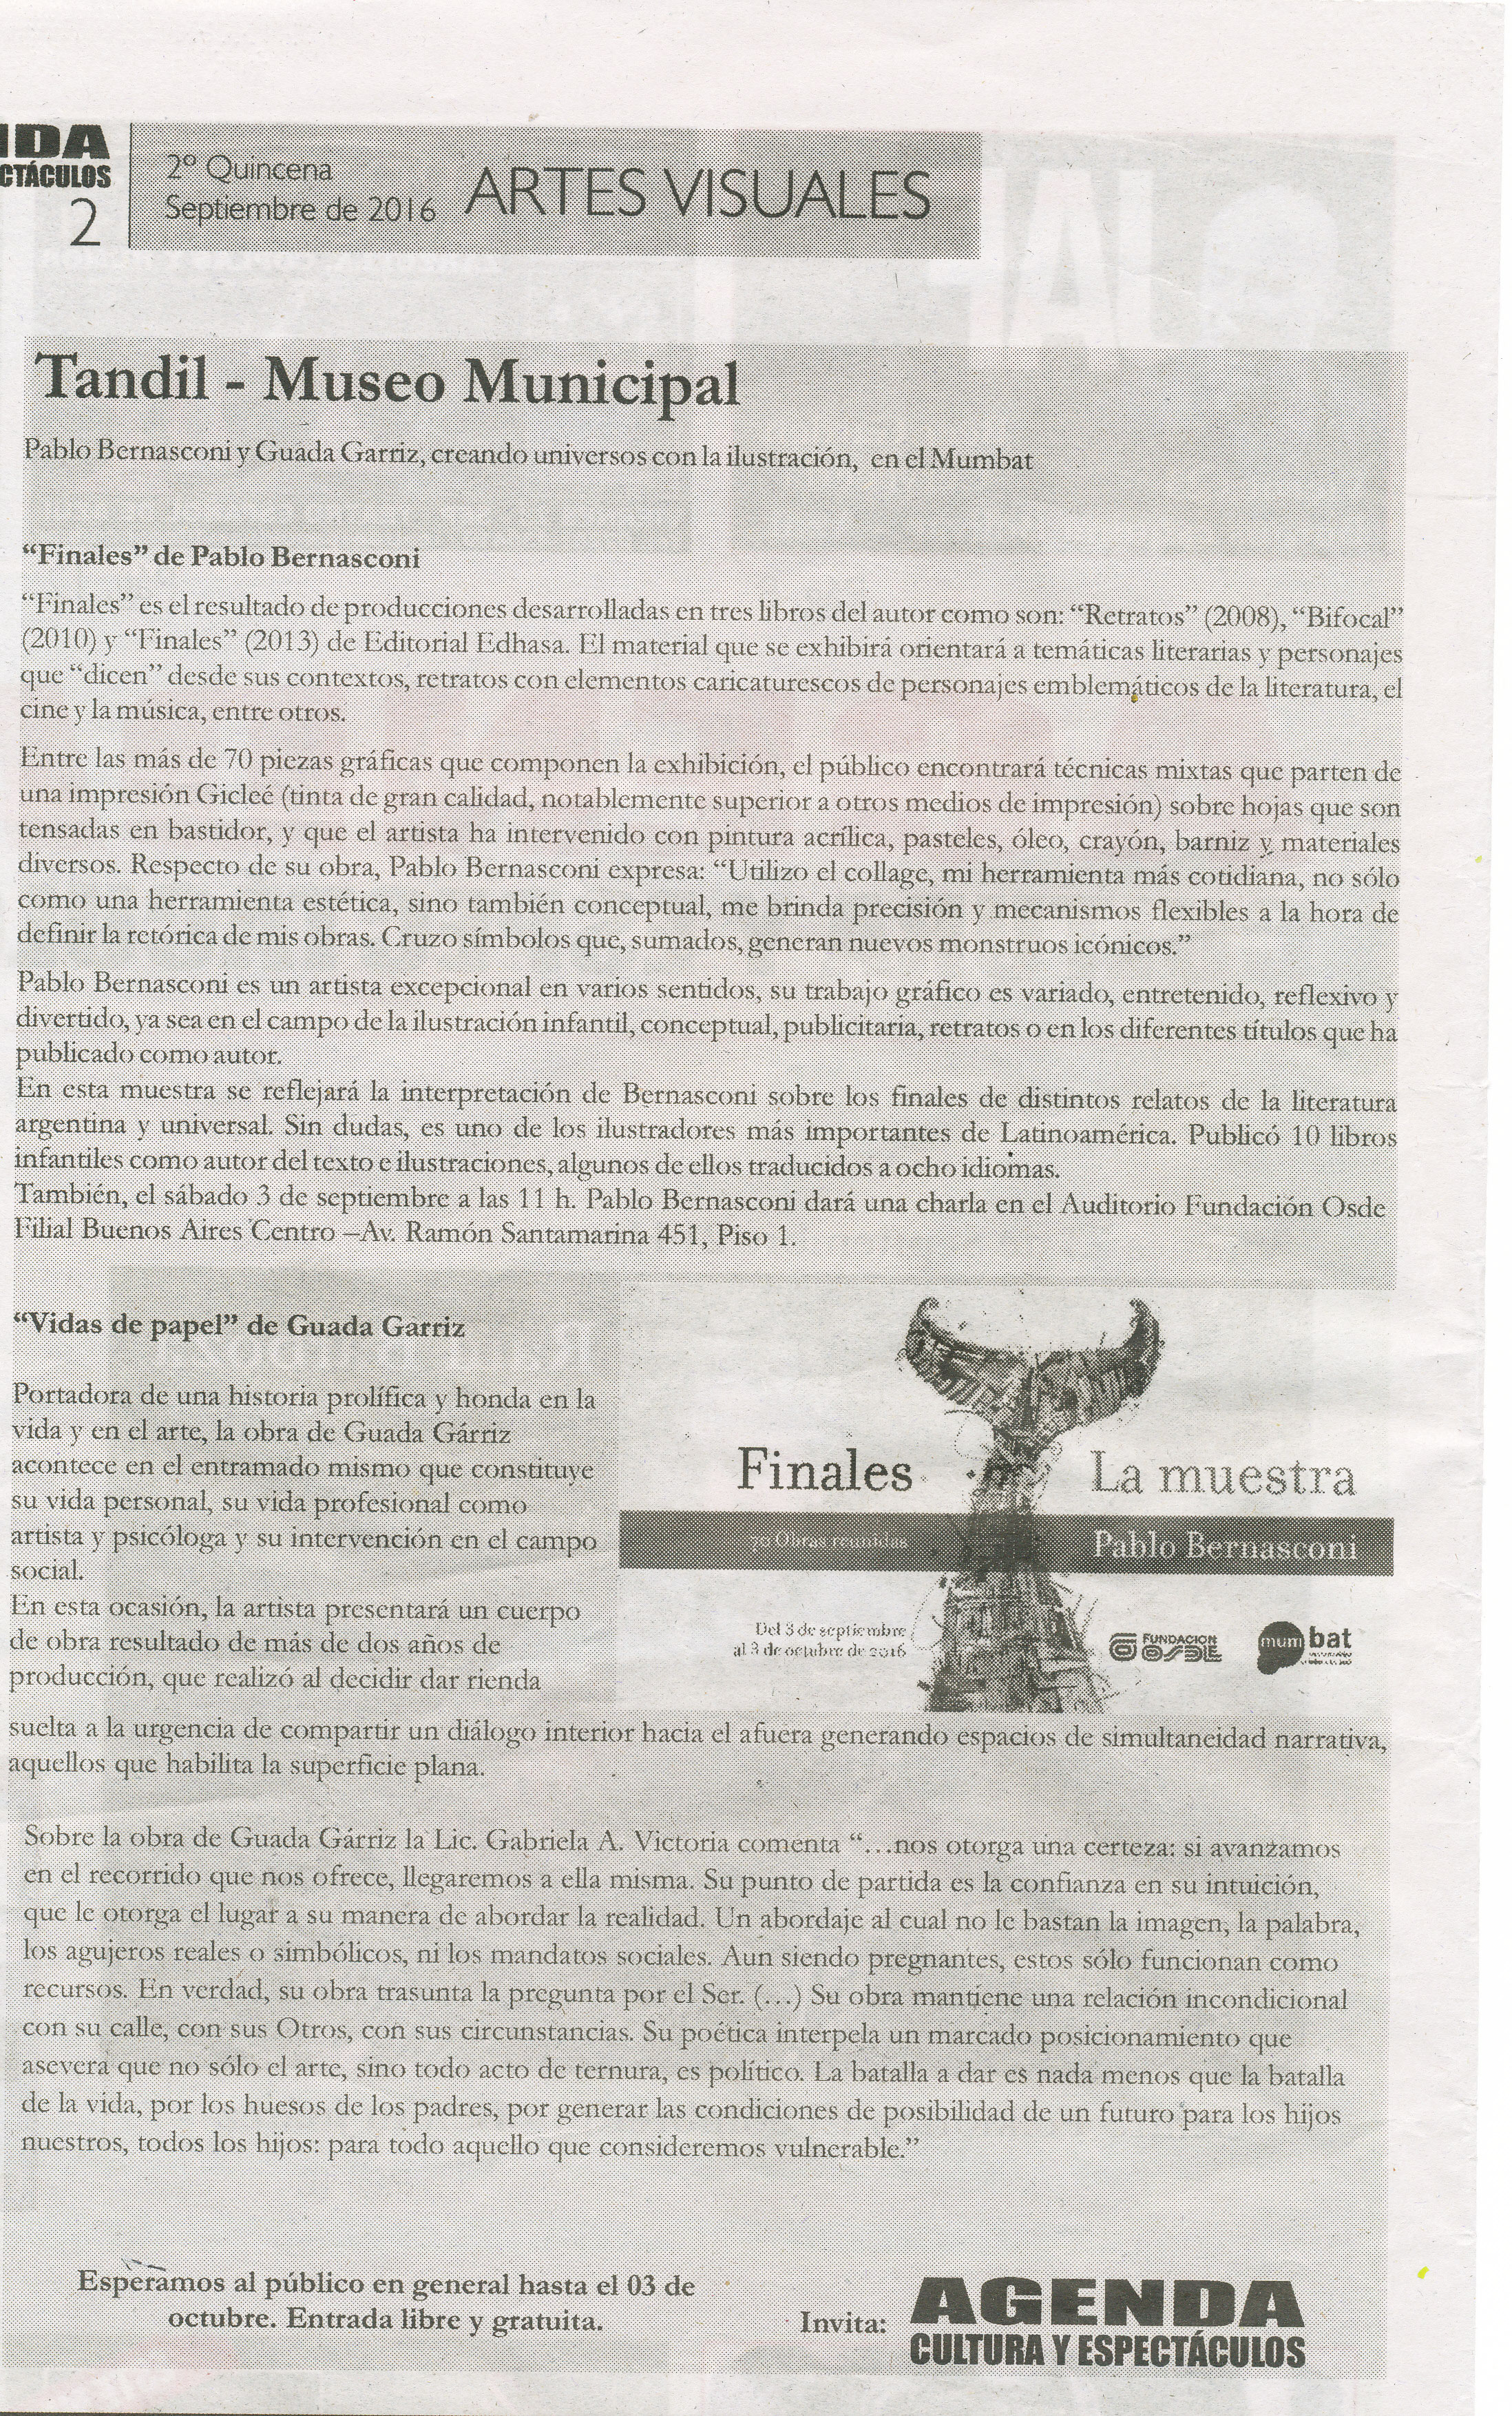 IDA
CTÁCULOS
2
2º Quincena
Septiembre de 2016
ARTES VISUALES
Tandil - Museo Municipal
Pablo Bernasconi y Guada Garriz, creando universos con la ilustración, en el Mumbat
“Finales” de Pablo Bernasconi
“Finales” es el resultado de producciones desarrolladas en tres libros del autor como son: “Retratos” (2008), “Bifocal”
(2010) y “Finales” (2013) de Editorial Edhasa. El material que se exhibirá orientará a temáticas literarias y personajes
que “dicen” desde sus contextos, retratos con elementos caricaturescos de personajes emblemáticos de la literatura, el
cine y la música, entre otros.
Entre las más de 70 piezas gráficas que componen la exhibición, el público encontrará técnicas mixtas que parten de
una impresión Gicleé (tinta de gran calidad, notablemente superior a otros medios de impresión) sobre hojas que son
tensadas en bastidor, y que el artista ha intervenido con pintura acrílica, pasteles, óleo, crayón, barniz y materiales
diversos. Respecto de su obra, Pablo Bernasconi expresa: “Utilizo el collage, mi herramienta más cotidiana, no sólo
como una herramienta estética, sino también conceptual, me brinda precisión y mecanismos flexibles a la hora de
definir la retórica de mis obras. Cruzo símbolos que, sumados, generan nuevos monstruos icónicos.”
Pablo Bernasconi es un artista excepcional en varios sentidos, su trabajo gráfico es variado, entretenido, reflexivo y
divertido, ya sea en el campo de la ilustración infantil, conceptual, publicitaria, retratos o en los diferentes títulos que ha
publicado como autor.
En esta muestra se reflejará la interpretación de Bernasconi sobre los finales de distintos relatos de la literatura
argentina y universal. Sin dudas, es uno de los ilustradores más importantes de Latinoamérica. Publicó 10 libros
infantiles como autor del texto e ilustraciones, algunos de ellos traducidos a ocho idiomas.
También, el sábado 3 de septiembre a las 11 h. Pablo Bernasconi dará una charla en el Auditorio Fundación Osde
Filial Buenos Aires Centro –Av. Ramón Santamarina 451, Piso 1.
“Vidas de papel” de Guada Garriz
Portadora de una historia prolífica y honda en la
vida y en el arte, la obra de Guada Gárriz
acontece en el entramado mismo que constituye
su vida personal, su vida profesional como
artista y psicóloga y su intervención en el campo
social.
En esta ocasión, la artista presentará un cuerpo
de obra resultado de más de dos años de
producción, que realizó al decidir dar rienda
Finales La muestra
70 Obras reunidas Pablo Bernasconi
Del 3 de septiembre
al 3 de octubre de 2016
FUNDACION
OSDE
mumbat
suelta a la urgencia de compartir un diálogo interior hacia el afuera generando espacios de simultaneidad narrativa,
aquellos que habilita la superficie plana.
Sobre la obra de Guada Gárriz la Lic. Gabriela A. Victoria comenta “…nos otorga una certeza: si avanzamos
en el recorrido que nos ofrece, llegaremos a ella misma. Su punto de partida es la confianza en su intuición,
que le otorga el lugar a su manera de abordar la realidad. Un abordaje al cual no le bastan la imagen, la palabra,
los agujeros reales o simbólicos, ni los mandatos sociales. Aun siendo pregnantes, estos sólo funcionan como
recursos. En verdad, su obra trasunta la pregunta por el Ser. (…) Su obra mantiene una relación incondicional
con su calle, con sus Otros, con sus circunstancias. Su poética interpela un marcado posicionamiento que
asevera que no sólo el arte, sino todo acto de ternura, es político. La batalla a dar es nada menos que la batalla
de la vida, por los huesos de los padres, por generar las condiciones de posibilidad de un futuro para los hijos
nuestros, todos los hijos: para todo aquello que consideremos vulnerable.”
Esperamos al público en general hasta el 03 de
octubre. Entrada libre y gratuita.
Invita:
AGENDA
CULTURA Y ESPECTÁCULOS